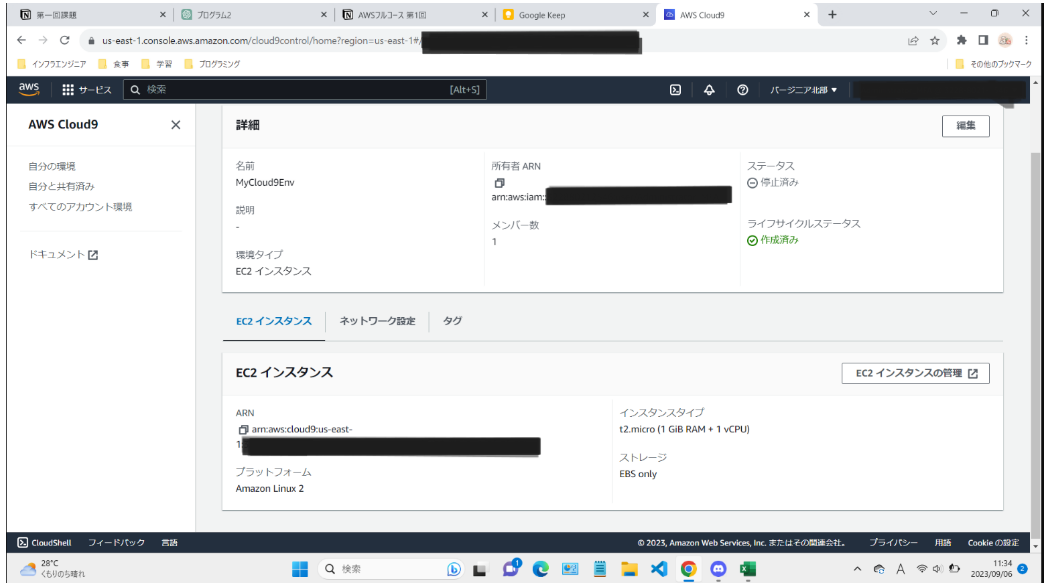 第一回課題
プログラム2
AWSフルコース 第1回
Google Keep
AWS Cloud9
us-east-1.console.aws.amazon.com/cloud9control/home?region=us-east-1#/
インフラエンジニア
食事
学習
プログラミング
その他のブックマーク
aws
サービス
検索
[Alt+S]
バージニア北部 ▼
AWS Cloud9
詳細
編集
自分の環境
自分と共有済み
すべてのアカウント環境
ドキュメント
名前
MyCloud9Env
説明
-
環境タイプ
EC2 インスタンス
所有者 ARN
arn:aws:iam:
メンバー数
1
ステータス
停止済み
ライフサイクルステータス
作成済み
EC2 インスタンス
ネットワーク設定
タグ
EC2 インスタンス
EC2 インスタンスの管理
ARN
arn:aws:cloud9:us-east-
1:
プラットフォーム
Amazon Linux 2
インスタンスタイプ
t2.micro (1 GiB RAM + 1 vCPU)
ストレージ
EBS only
CloudShell
フィードバック
言語
© 2023, Amazon Web Services, Inc. またはその関連会社。
プライバシー
用語
Cookie の設定
28°C
くもりのち晴れ
検索
A
11:34
2023/09/06
2